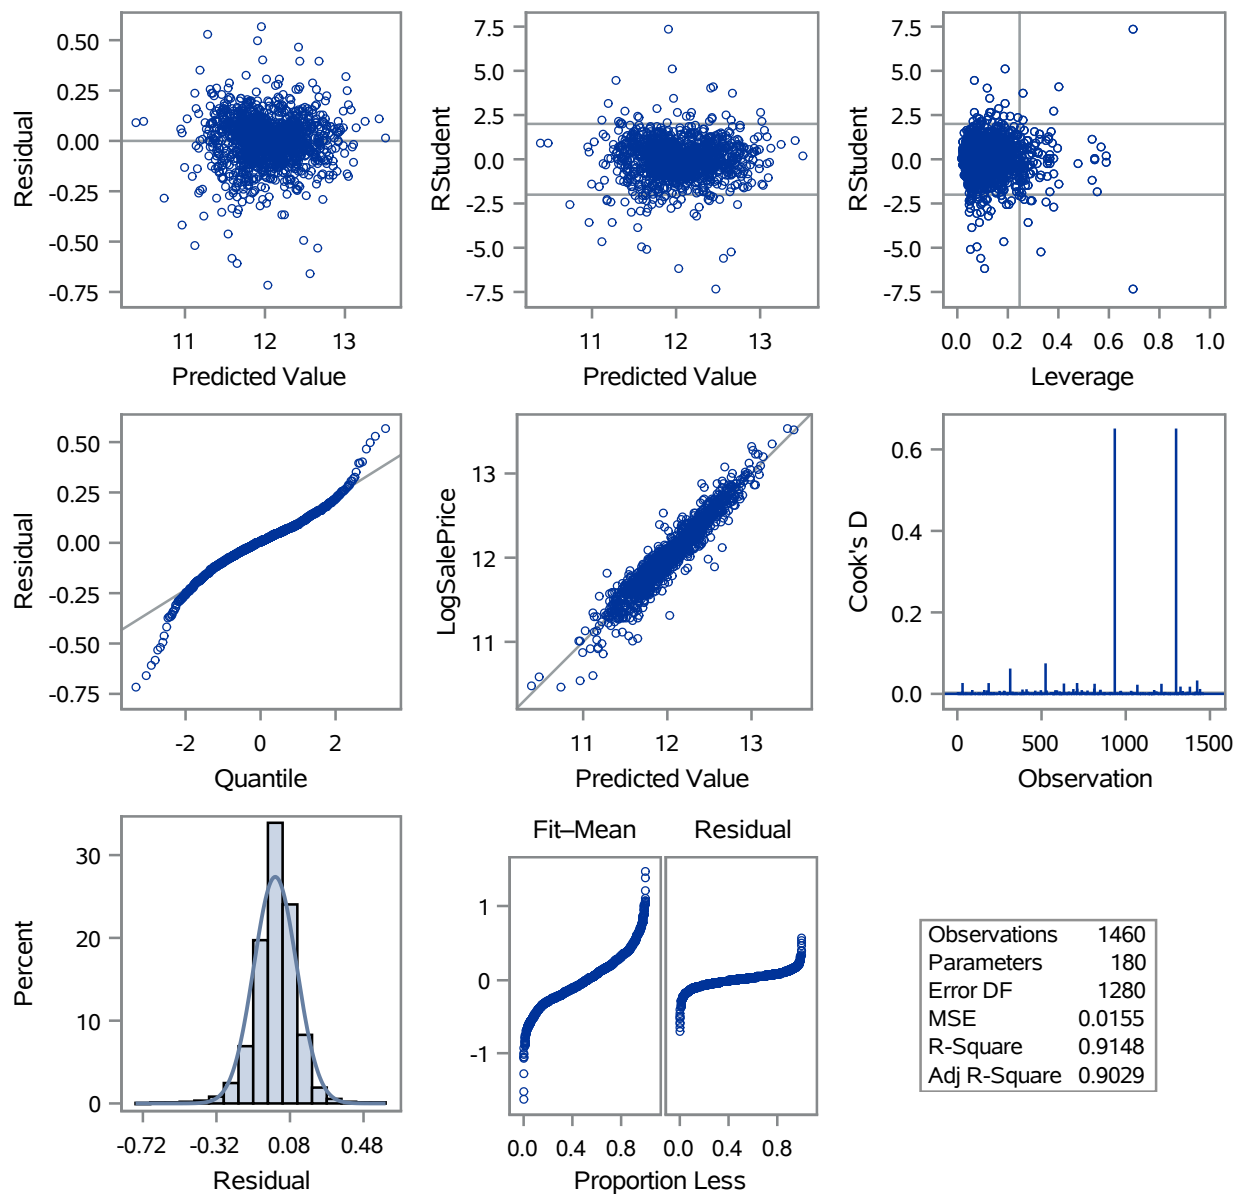 0.50
0.25
0.00
-0.25
-0.50
-0.75
Residual
11 12 13
Predicted Value
7.5
5.0
2.5
0.0
-2.5
-5.0
-7.5
RStudent
11 12 13
Predicted Value
7.5
5.0
2.5
0.0
-2.5
-5.0
-7.5
RStudent
0.0 0.2 0.4 0.6 0.8 1.0
Leverage
0.50
0.25
0.00
-0.25
-0.50
-0.75
Residual
-2 0 2
Quantile
13
12
11
LogSalePrice
11 12 13
Predicted Value
0.6
0.4
0.2
0.0
Cook's D
0 500 1000 1500
Observation
30
20
10
0
Percent
-0.72 -0.32 0.08 0.48
Residual
Fit–Mean Residual
1
0
-1
0.0 0.4 0.8 0.0 0.4 0.8
Proportion Less
Observations 1460
Parameters 180
Error DF 1280
MSE 0.0155
R-Square 0.9148
Adj R-Square 0.9029